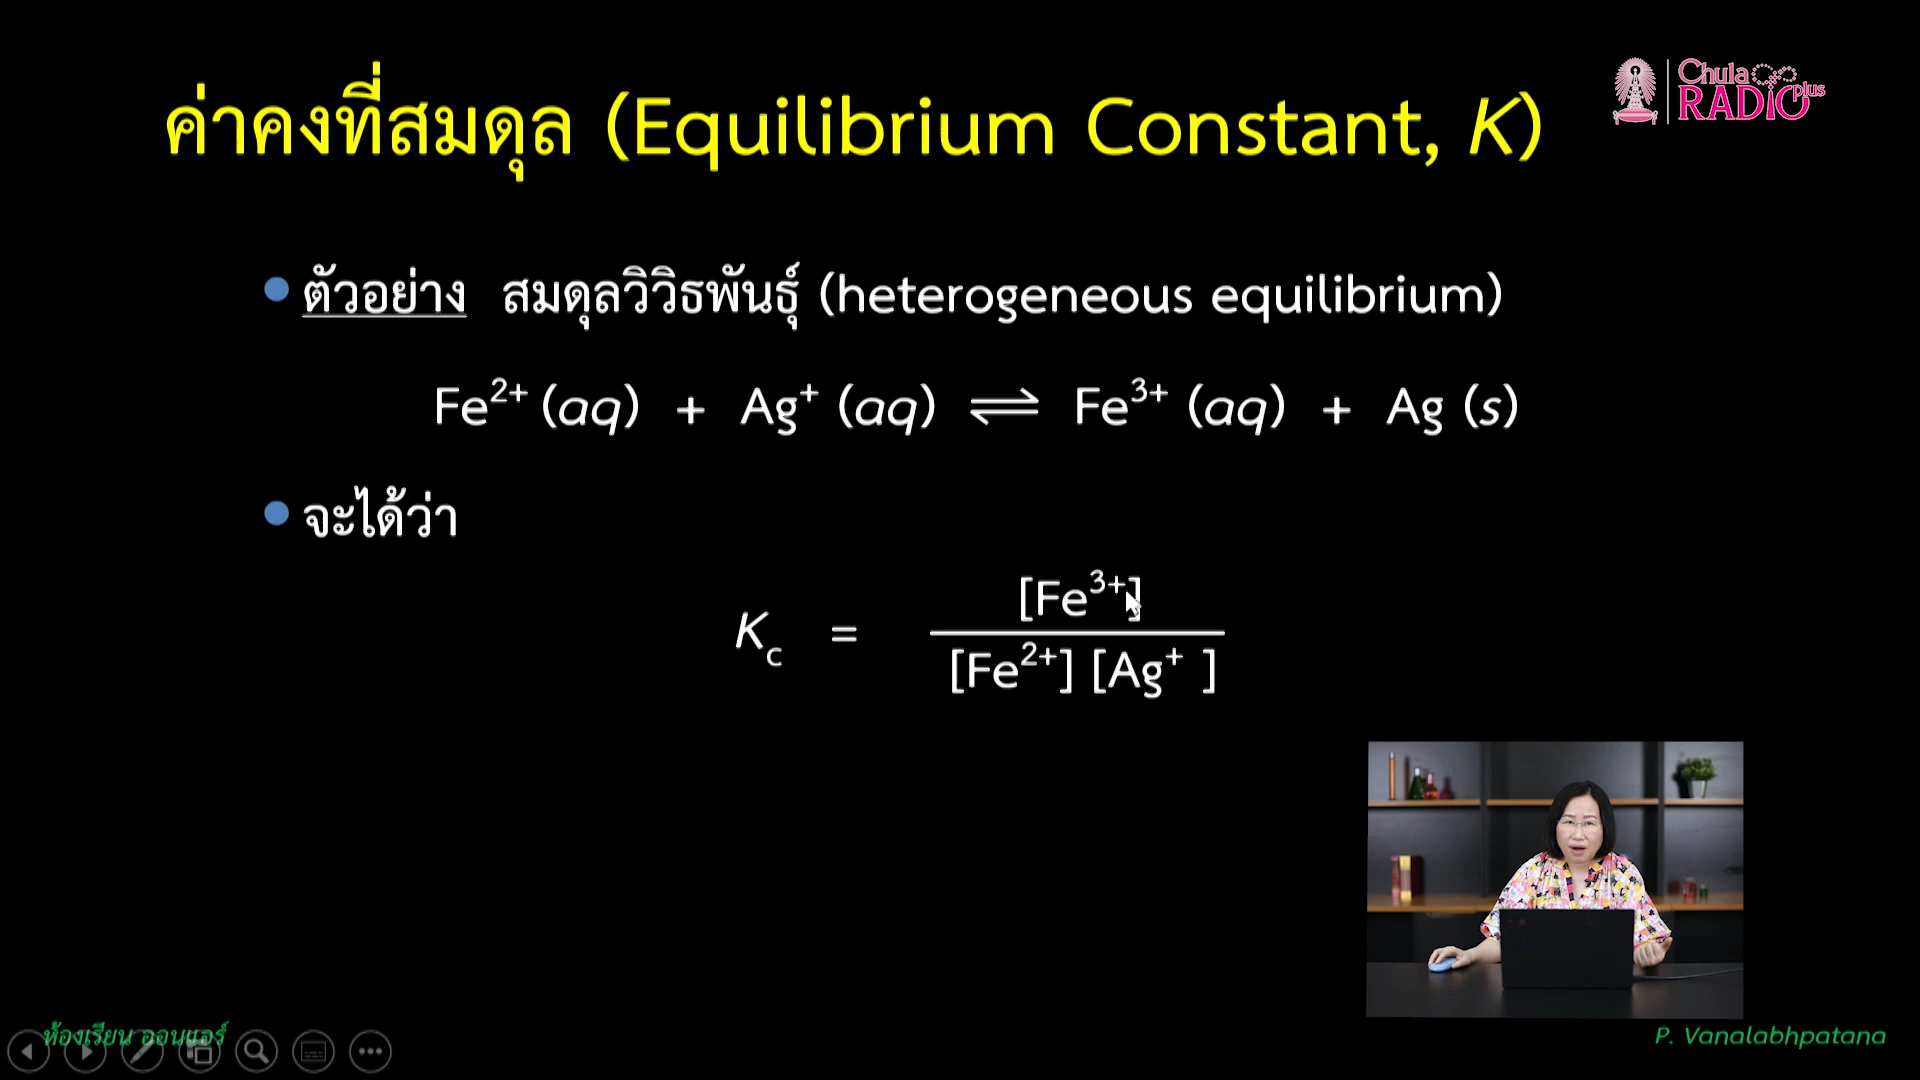 ค่าคงที่สมดุล (Equilibrium Constant, K)
Chula RADIO plus
ตัวอย่าง สมดุลวิวิธพันธุ์ (heterogeneous equilibrium)
Fe²⁺ (aq) + Ag⁺ (aq) ⇌ Fe³⁺ (aq) + Ag (s)
จะได้ว่า
[Fe³⁺]
K_c =
[Fe²⁺] [Ag⁺ ]
ห้องเรียน ออนแอร์
P. Vanalabhpatana